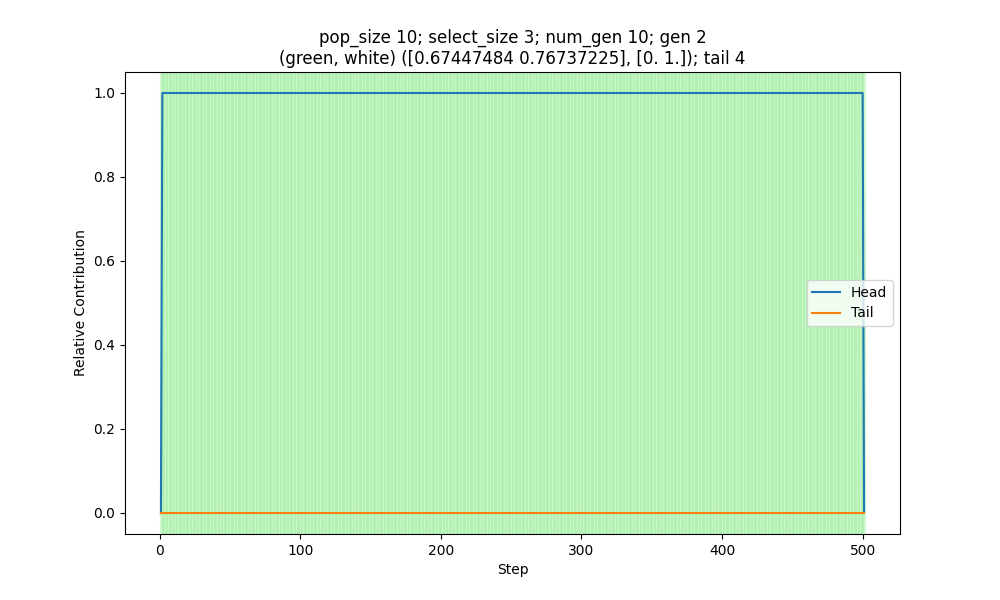 pop_size 10; select_size 3; num_gen 10; gen 2
(green, white) ([0.67447484 0.76737225], [0. 1.]); tail 4
1.0
0.8
0.6
0.4
0.2
0.0
Relative Contribution
Head
Tail
0 100 200 300 400 500
Step